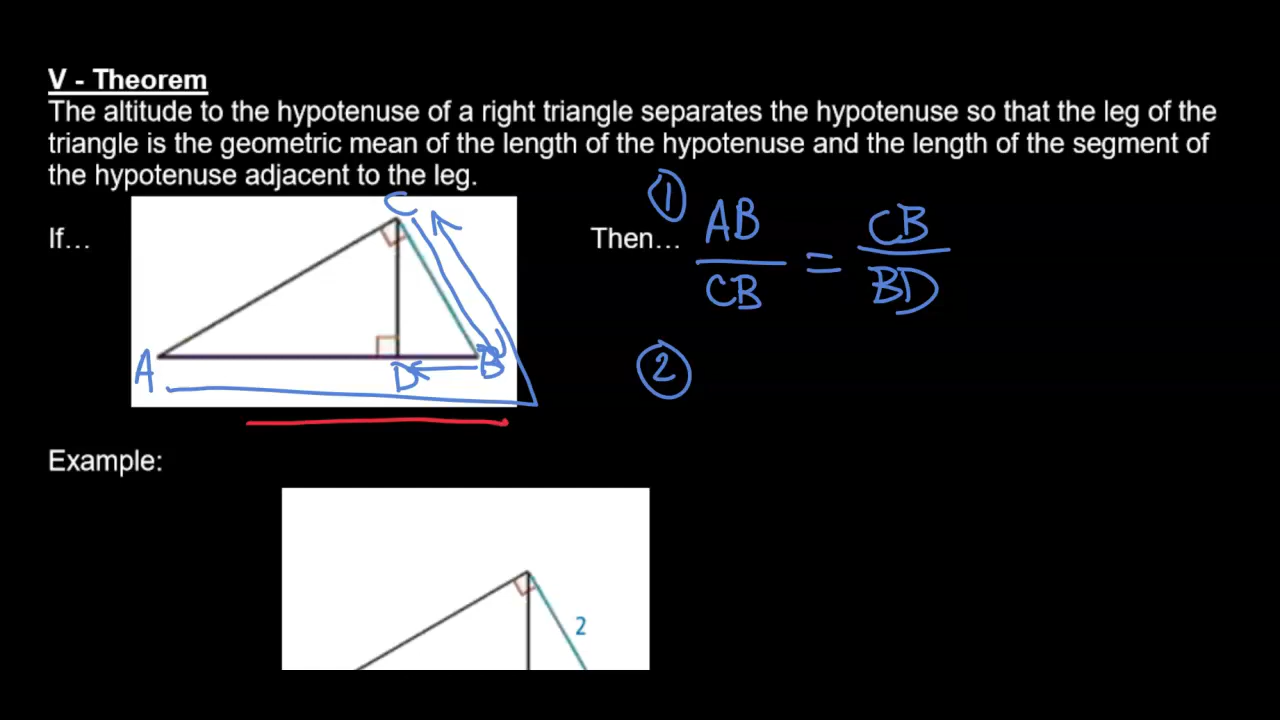 V - Theorem
The altitude to the hypotenuse of a right triangle separates the hypotenuse so that the leg of the
triangle is the geometric mean of the length of the hypotenuse and the length of the segment of
the hypotenuse adjacent to the leg.
If…
C
A
D
B
Then…
① AB/CB = CB/BD
②
Example:
2